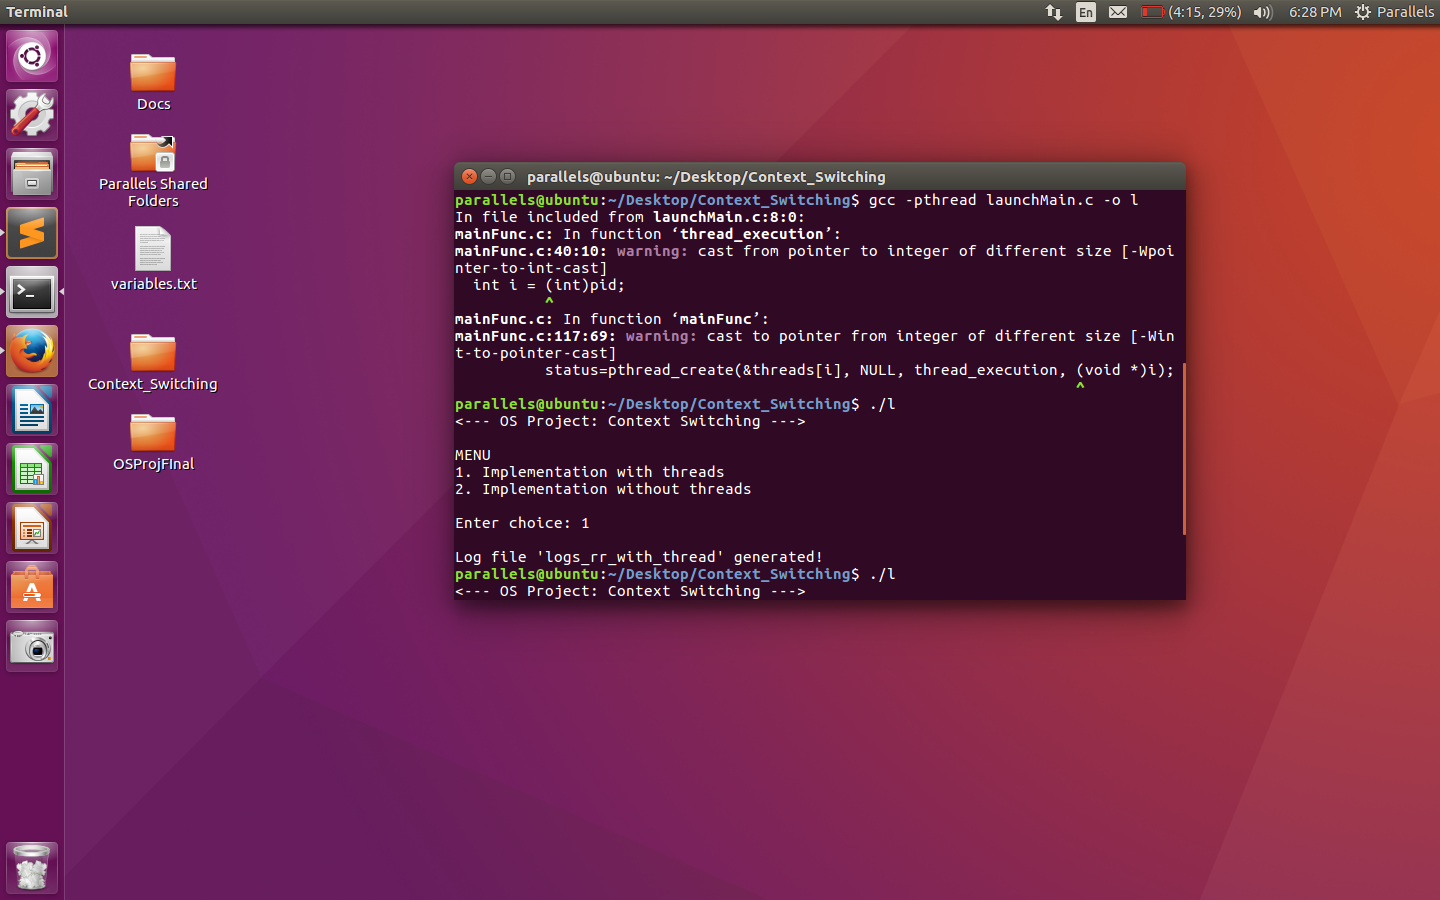 Terminal
En
(4:15, 29%)
6:28 PM
Parallels
Docs
Parallels Shared
Folders
variables.txt
Context_Switching
OSProjFInal
parallels@ubuntu: ~/Desktop/Context_Switching
parallels@ubuntu:~/Desktop/Context_Switching$ gcc -pthread launchMain.c -o l
In file included from launchMain.c:8:0:
mainFunc.c: In function ‘thread_execution’:
mainFunc.c:40:10: warning: cast from pointer to integer of different size [-Wpoi
nter-to-int-cast]
int i = (int)pid;
^
mainFunc.c: In function ‘mainFunc’:
mainFunc.c:117:69: warning: cast to pointer from integer of different size [-Win
t-to-pointer-cast]
status=pthread_create(&threads[i], NULL, thread_execution, (void *)i);
^
parallels@ubuntu:~/Desktop/Context_Switching$ ./l
<--- OS Project: Context Switching --->
MENU
1. Implementation with threads
2. Implementation without threads
Enter choice: 1
Log file 'logs_rr_with_thread' generated!
parallels@ubuntu:~/Desktop/Context_Switching$ ./l
<--- OS Project: Context Switching --->